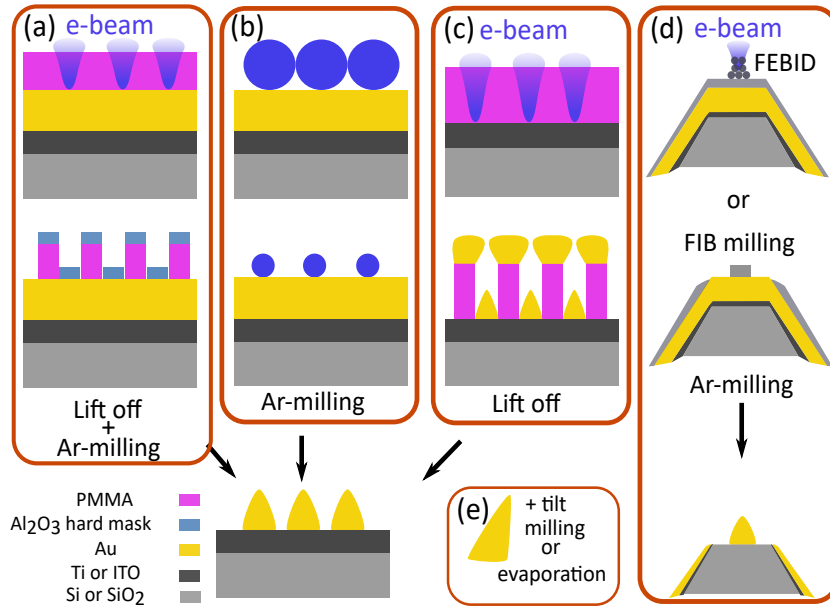 (a)
e-beam
Lift off
+
Ar-milling
(b)
Ar-milling
(c)
e-beam
Lift off
(d)
e-beam
FEBID
or
FIB milling
Ar-milling
PMMA
Al₂O₃ hard mask
Au
Ti or ITO
Si or SiO₂
(e)
+ tilt
milling
or
evaporation